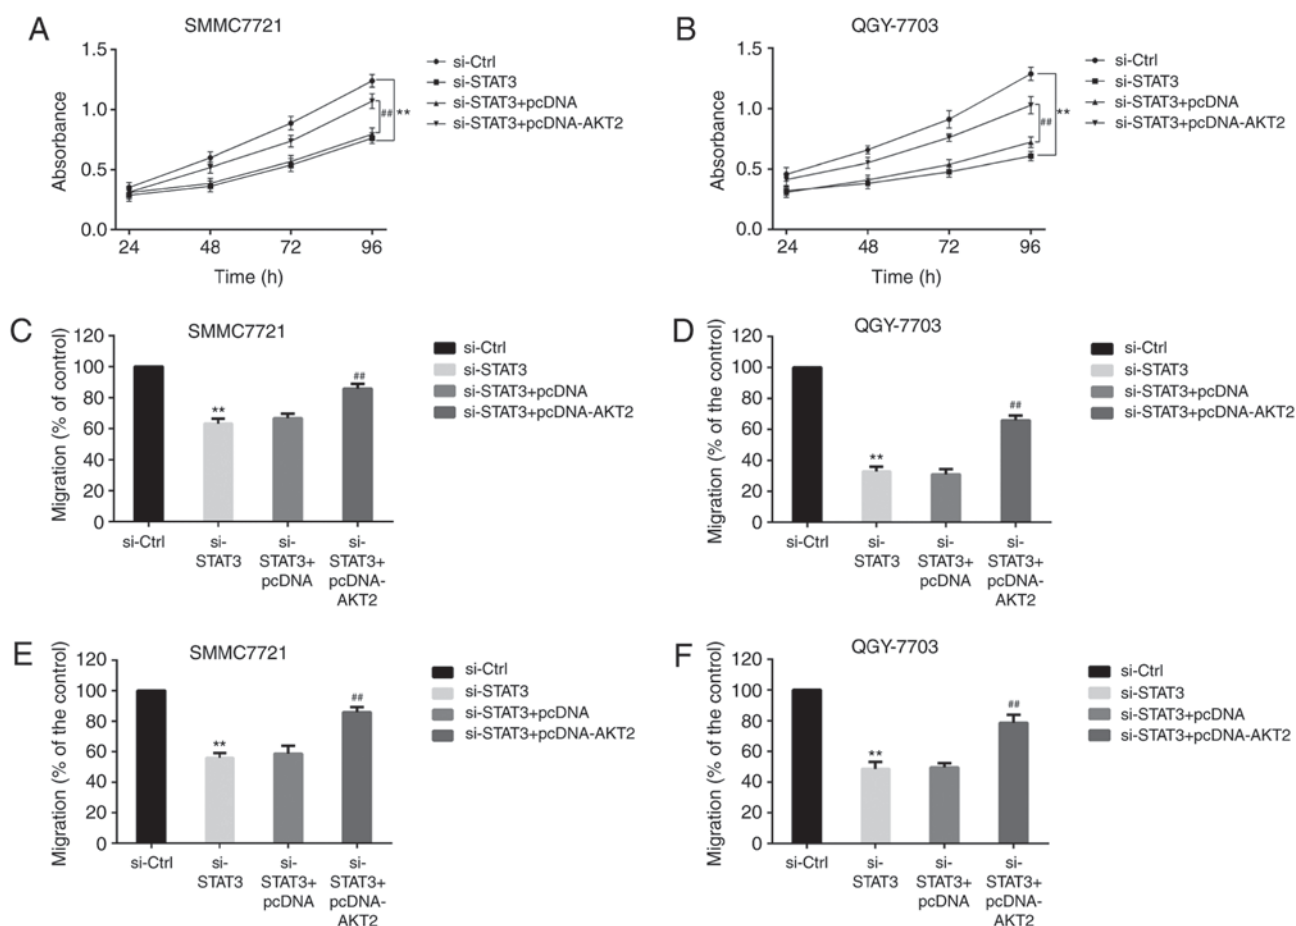 A
SMMC7721
1.5
1.0
0.5
0.0
Absorbance
24 48 72 96
Time (h)
## **
si-Ctrl
si-STAT3
si-STAT3+pcDNA
si-STAT3+pcDNA-AKT2
B
QGY-7703
1.5
1.0
0.5
0.0
Absorbance
24 48 72 96
Time (h)
## **
si-Ctrl
si-STAT3
si-STAT3+pcDNA
si-STAT3+pcDNA-AKT2
C
SMMC7721
120
100
80
60
40
20
0
Migration (% of control)
**
##
si-Ctrl
si-
STAT3
si-
STAT3+
pcDNA
si-
STAT3+
pcDNA-
AKT2
si-Ctrl
si-STAT3
si-STAT3+pcDNA
si-STAT3+pcDNA-AKT2
D
QGY-7703
120
100
80
60
40
20
0
Migration (% of the control)
**
##
si-Ctrl
si-
STAT3
si-
STAT3+
pcDNA
si-
STAT3+
pcDNA-
AKT2
si-Ctrl
si-STAT3
si-STAT3+pcDNA
si-STAT3+pcDNA-AKT2
E
SMMC7721
120
100
80
60
40
20
0
Migration (% of the control)
**
##
si-Ctrl
si-
STAT3
si-
STAT3+
pcDNA
si-
STAT3+
pcDNA-
AKT2
si-Ctrl
si-STAT3
si-STAT3+pcDNA
si-STAT3+pcDNA-AKT2
F
QGY-7703
120
100
80
60
40
20
0
Migration (% of the control)
**
##
si-Ctrl
si-
STAT3
si-
STAT3+
pcDNA
si-
STAT3+
pcDNA-
AKT2
si-Ctrl
si-STAT3
si-STAT3+pcDNA
si-STAT3+pcDNA-AKT2